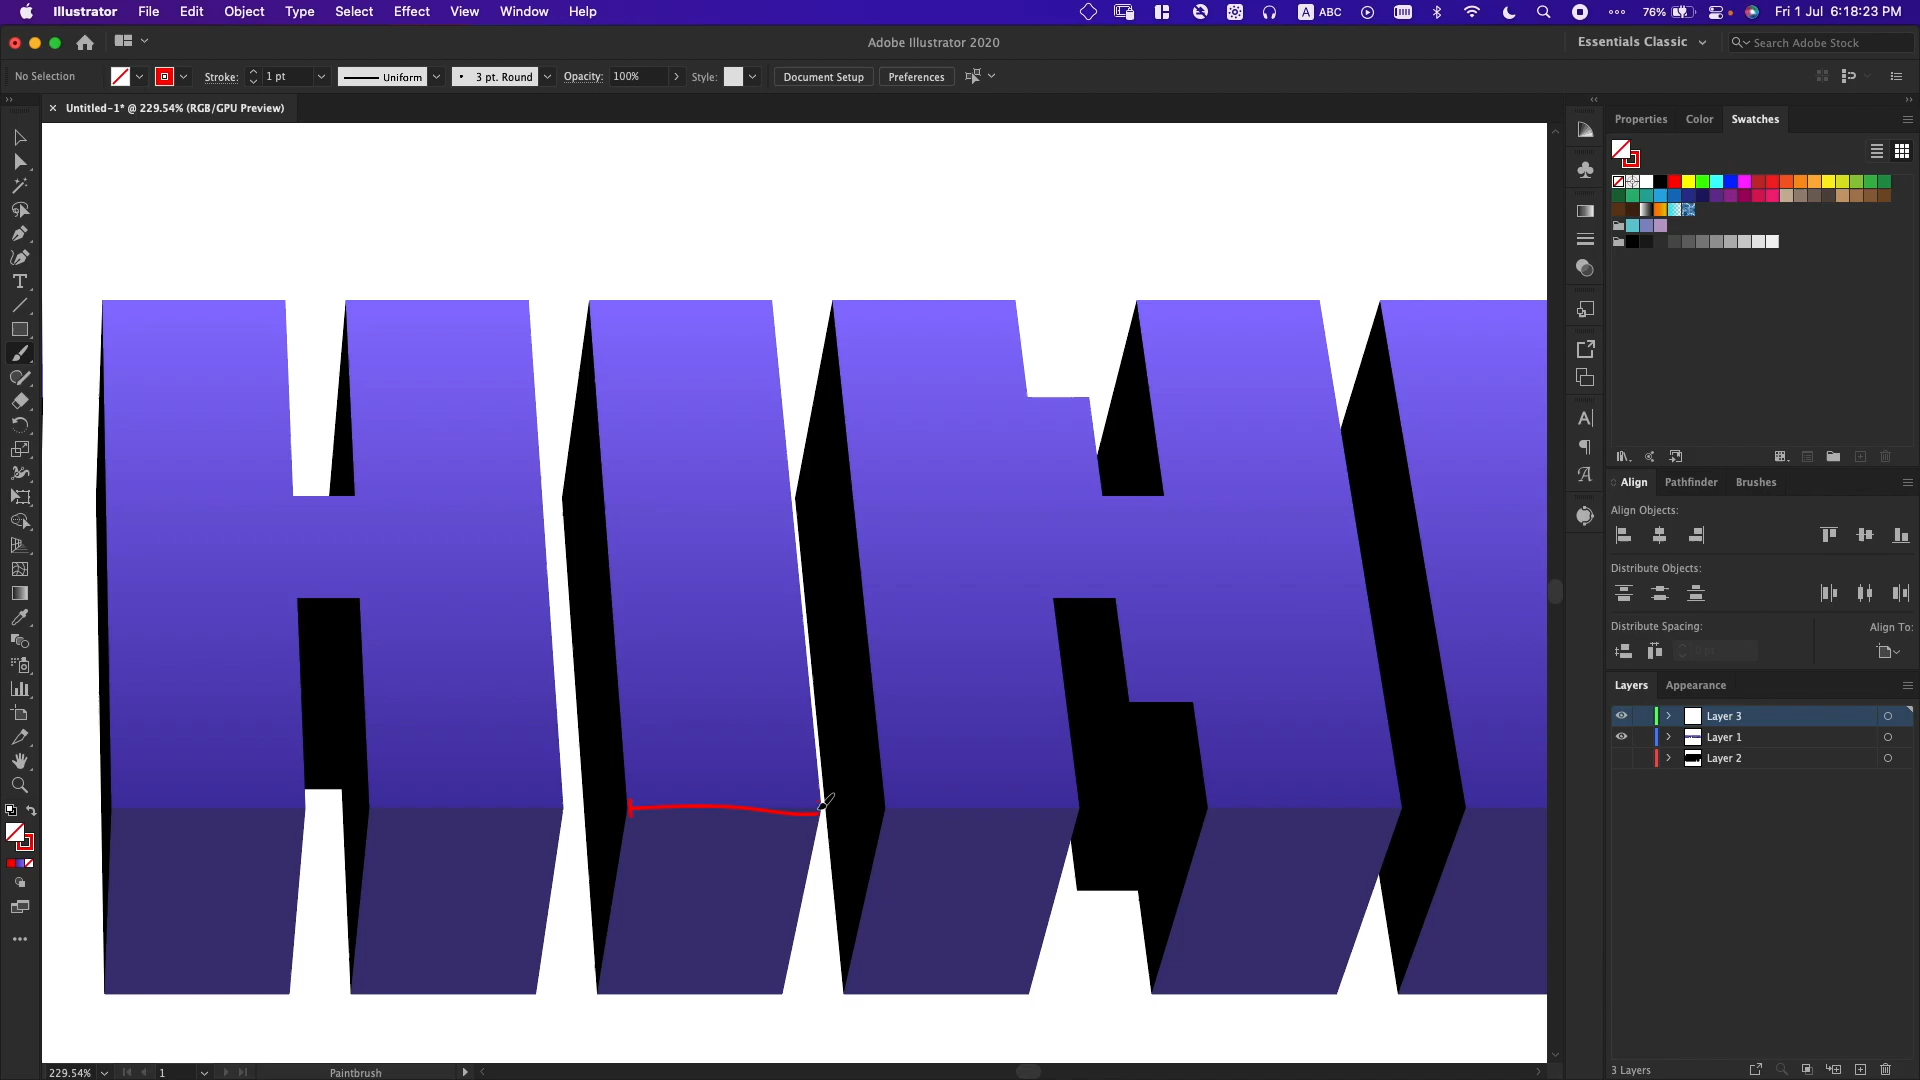 Illustrator File Edit Object Type Select Effect View Window Help
A ABC 76% Fri 1 Jul 6:18:23 PM
Adobe Illustrator 2020
Essentials Classic
Search Adobe Stock
No Selection Stroke: 1 pt Uniform 3 pt. Round Opacity: 100% Style: Document Setup Preferences
Untitled-1* @ 229.54% (RGB/GPU Preview)
Properties Color Swatches
Align Pathfinder Brushes
Align Objects:
Distribute Objects:
Distribute Spacing: Align To:
0 pt
Layers Appearance
Layer 3
Layer 1
Layer 2
3 Layers
229.54% 1 Paintbrush